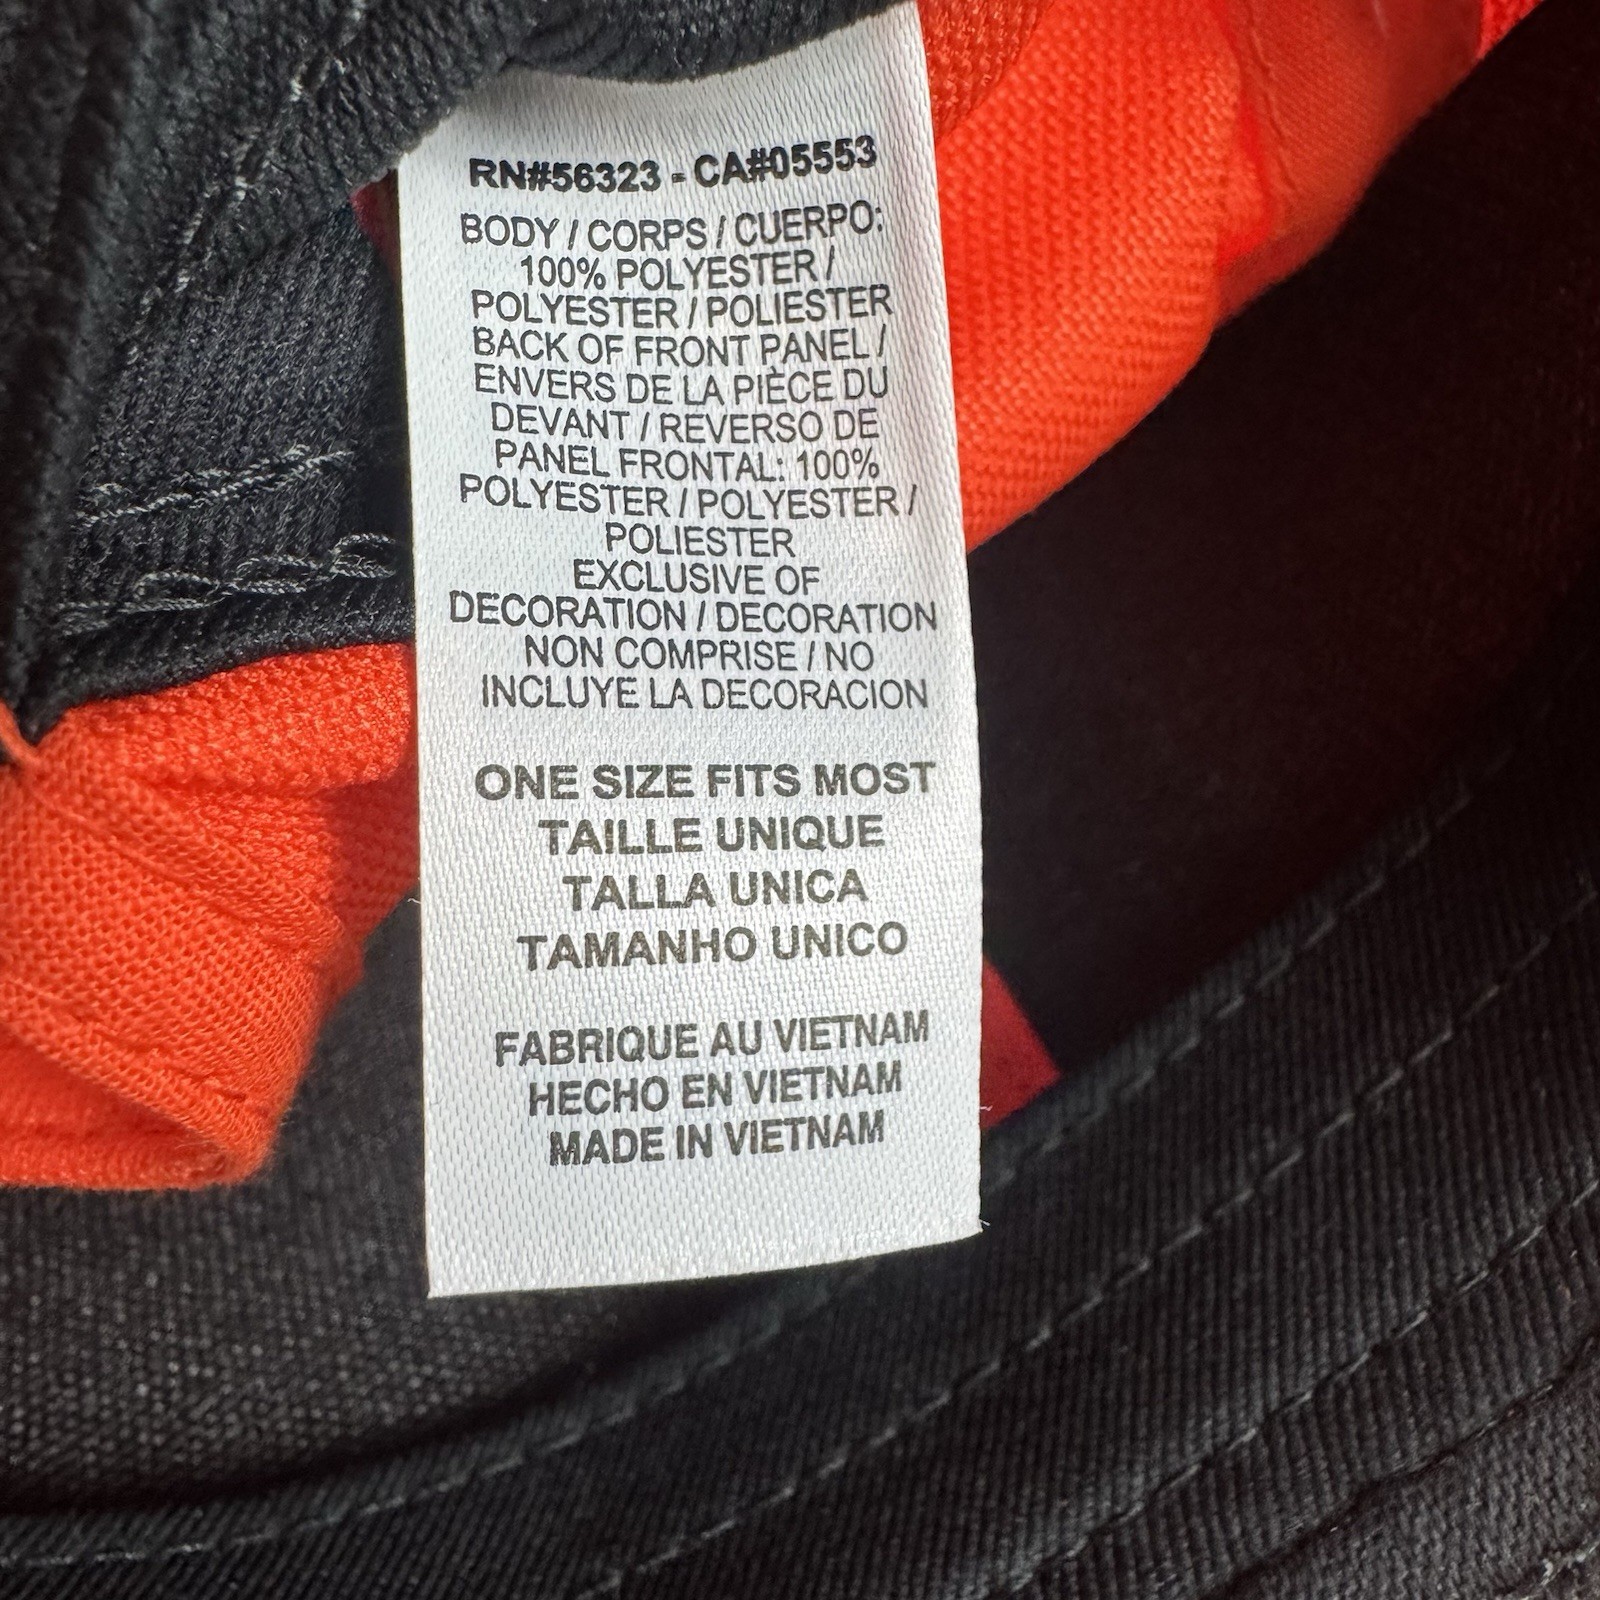 RN#56323 - CA#05553
BODY / CORPS / CUERPO:
100% POLYESTER /
POLYESTER / POLIESTER
BACK OF FRONT PANEL /
ENVERS DE LA PIÈCE DU
DEVANT / REVERSO DE
PANEL FRONTAL: 100%
POLYESTER / POLYESTER /
POLIESTER
EXCLUSIVE OF
DECORATION / DECORATION
NON COMPRISE / NO
INCLUYE LA DECORACION
ONE SIZE FITS MOST
TAILLE UNIQUE
TALLA UNICA
TAMANHO UNICO
FABRIQUE AU VIETNAM
HECHO EN VIETNAM
MADE IN VIETNAM